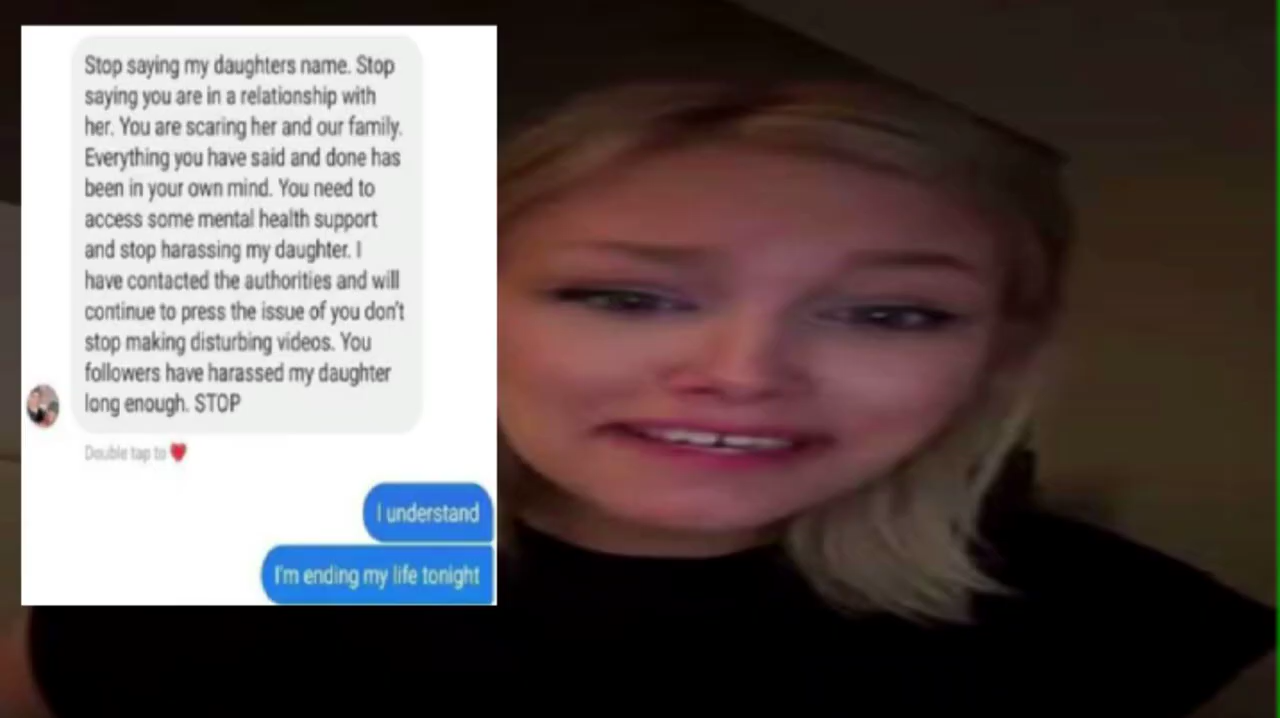 Stop saying my daughters name. Stop
saying you are in a relationship with
her. You are scaring her and our family.
Everything you have said and done has
been in your own mind. You need to
access some mental health support
and stop harassing my daughter. I
have contacted the authorities and will
continue to press the issue of you don't
stop making disturbing videos. You
followers have harassed my daughter
long enough. STOP
Double tap to ❤️
I understand
I'm ending my life tonight